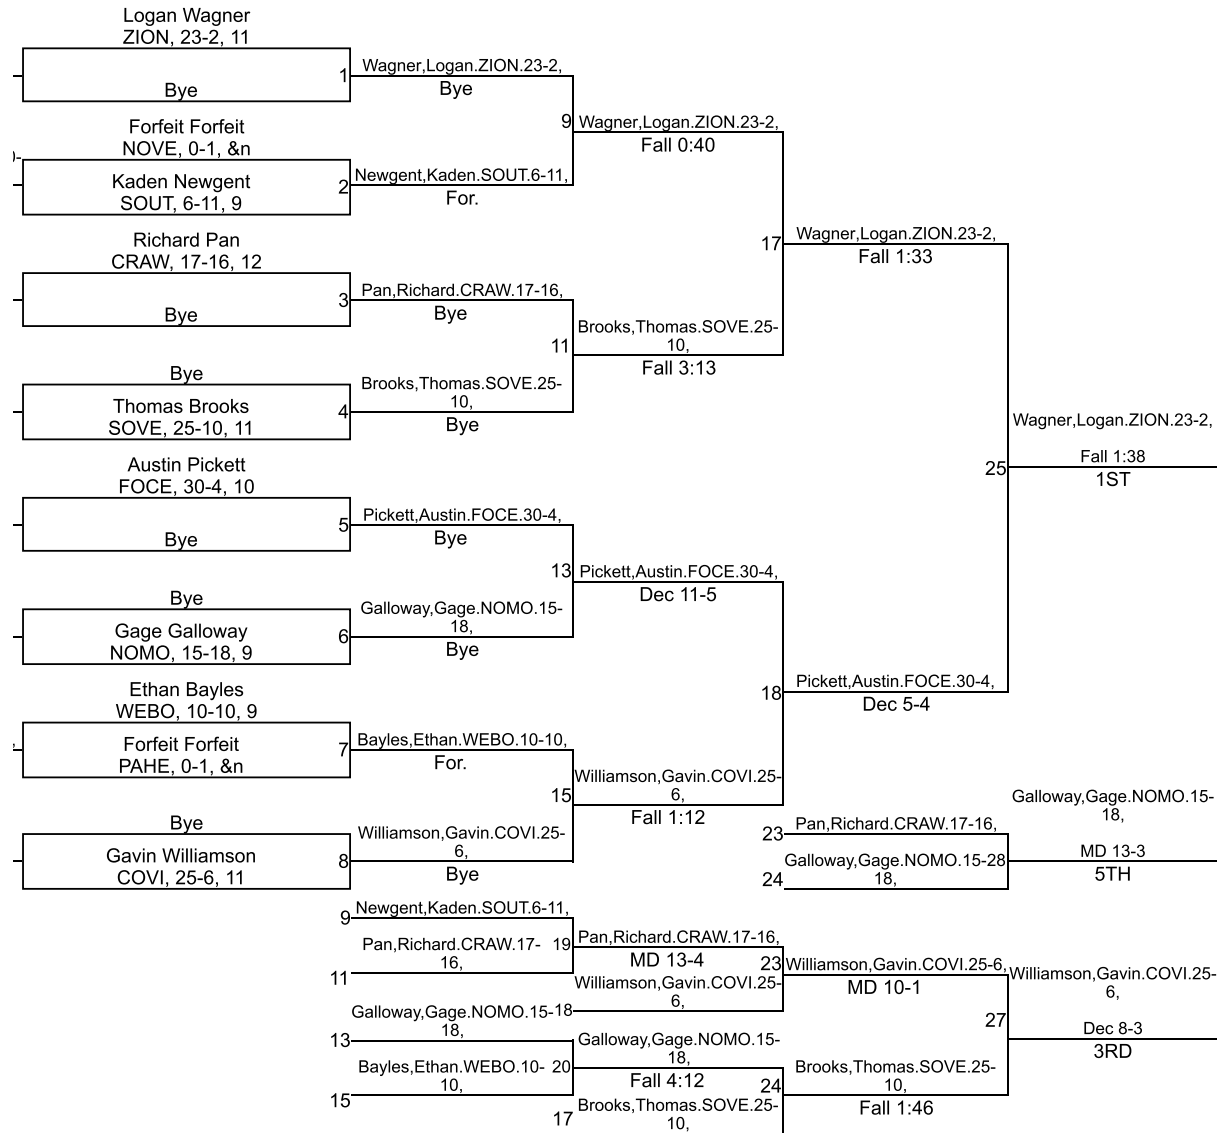 Logan Wagner
ZION, 23-2, 11
Bye
1
Wagner,Logan.ZION.23-2,
Bye
9
Wagner,Logan.ZION.23-2,
Fall 0:40
Forfeit Forfeit
NOVE, 0-1, &n
Kaden Newgent
SOUT, 6-11, 9
2
Newgent,Kaden.SOUT.6-11,
For.
17
Wagner,Logan.ZION.23-2,
Fall 1:33
Richard Pan
CRAW, 17-16, 12
Bye
3
Pan,Richard.CRAW.17-16,
Bye
11
Brooks,Thomas.SOVE.25-
10,
Fall 3:13
Bye
Thomas Brooks
SOVE, 25-10, 11
4
Brooks,Thomas.SOVE.25-
10,
Bye
25
Wagner,Logan.ZION.23-2,
Fall 1:38
1ST
Austin Pickett
FOCE, 30-4, 10
Bye
5
Pickett,Austin.FOCE.30-4,
Bye
13
Pickett,Austin.FOCE.30-4,
Dec 11-5
Bye
Gage Galloway
NOMO, 15-18, 9
6
Galloway,Gage.NOMO.15-
18,
Bye
18
Pickett,Austin.FOCE.30-4,
Dec 5-4
Ethan Bayles
WEBO, 10-10, 9
Forfeit Forfeit
PAHE, 0-1, &n
7
Bayles,Ethan.WEBO.10-10,
For.
15
Williamson,Gavin.COVI.25-
6,
Fall 1:12
Bye
Gavin Williamson
COVI, 25-6, 11
8
Williamson,Gavin.COVI.25-
6,
Bye
23
Pan,Richard.CRAW.17-16,
24
Galloway,Gage.NOMO.15-28
18,
Galloway,Gage.NOMO.15-
18,
MD 13-3
5TH
9
Newgent,Kaden.SOUT.6-11,
11
Pan,Richard.CRAW.17-
16,
19
Pan,Richard.CRAW.17-16,
MD 13-4
18
Williamson,Gavin.COVI.25-
6,
23
Williamson,Gavin.COVI.25-6,
MD 10-1
13
Galloway,Gage.NOMO.15-
18,
15
Bayles,Ethan.WEBO.10-
10,
20
Galloway,Gage.NOMO.15-
18,
Fall 4:12
17
Brooks,Thomas.SOVE.25-
10,
24
Brooks,Thomas.SOVE.25-
10,
Fall 1:46
27
Williamson,Gavin.COVI.25-
6,
Dec 8-3
3RD